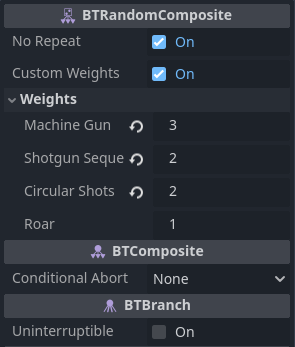 BTRandomComposite
No Repeat On
Custom Weights On
Weights
Machine Gun 3
Shotgun Seque 2
Circular Shots 2
Roar 1
BTComposite
Conditional Abort None
BTBranch
Uninterruptible On